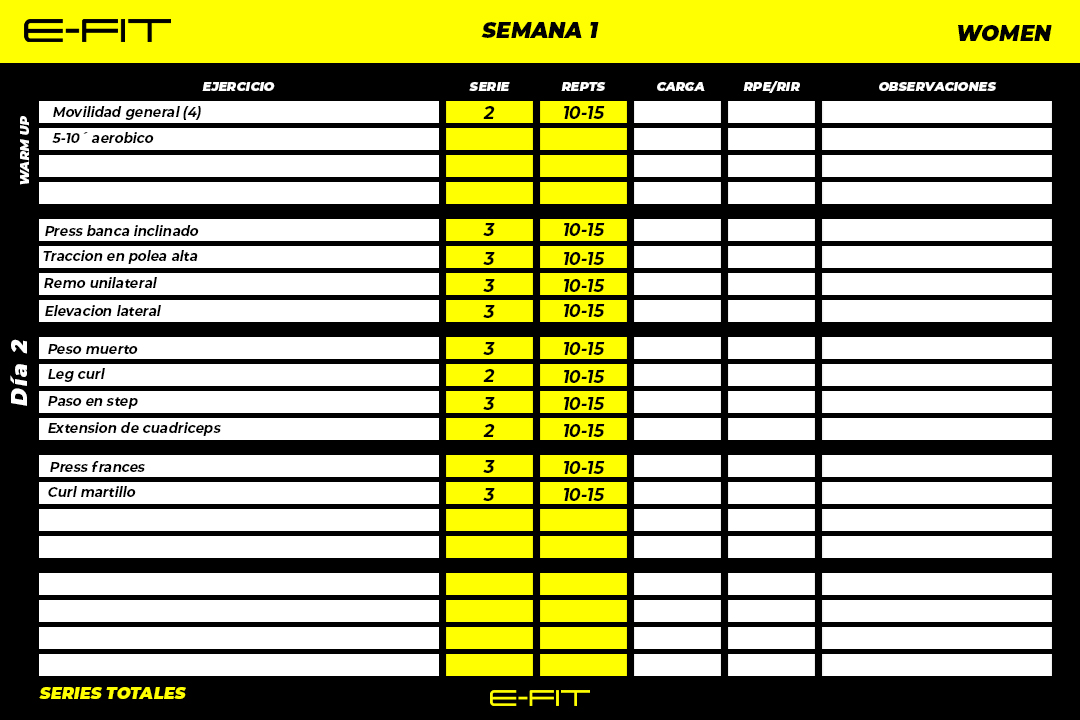 E-FIT SEMANA 1 WOMEN
EJERCICIO SERIE REPTS CARGA RPE/RIR OBSERVACIONES
WARM UP
Movilidad general (4) 2 10-15
5-10´ aerobico
Día 2
Press banca inclinado 3 10-15
Traccion en polea alta 3 10-15
Remo unilateral 3 10-15
Elevacion lateral 3 10-15
Peso muerto 3 10-15
Leg curl 2 10-15
Paso en step 3 10-15
Extension de cuadriceps 2 10-15
Press frances 3 10-15
Curl martillo 3 10-15
SERIES TOTALES E-FIT